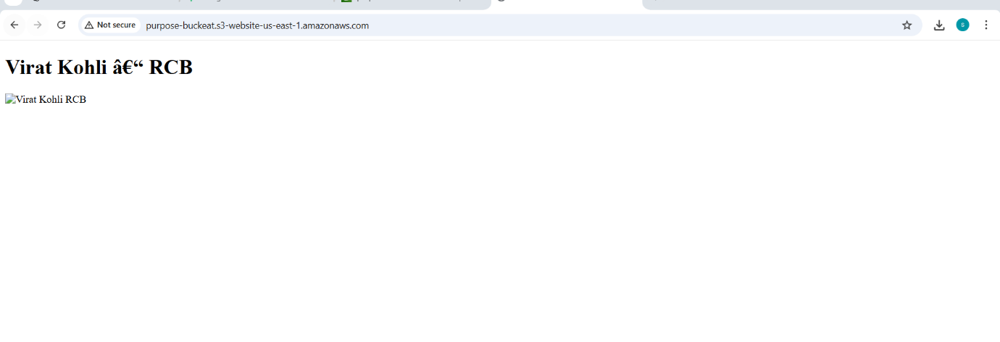 Not secure
purpose-buckeat.s3-website-us-east-1.amazonaws.com
S
Virat Kohli â€“ RCB
Virat Kohli RCB